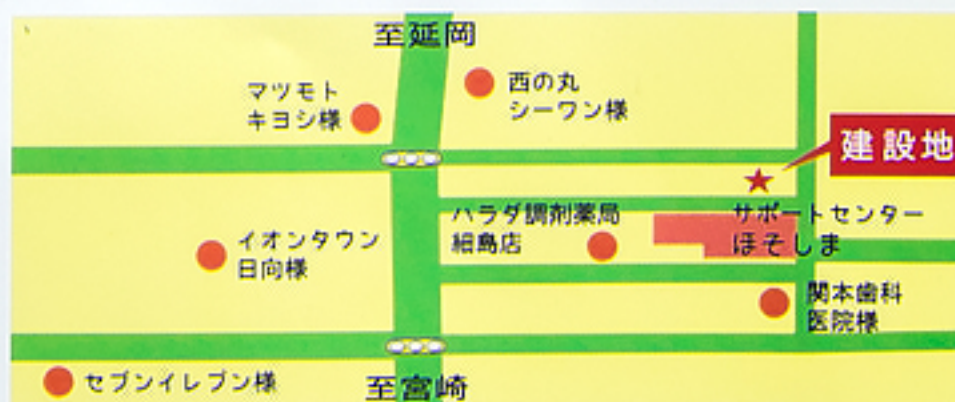 至延岡
マツモト
キヨシ様
西の丸
シーワン様
建設地
ハラダ調剤薬局
細島店
サポートセンター
ほそしま
イオンタウン
日向様
関本歯科
医院様
セブンイレブン様
至宮崎